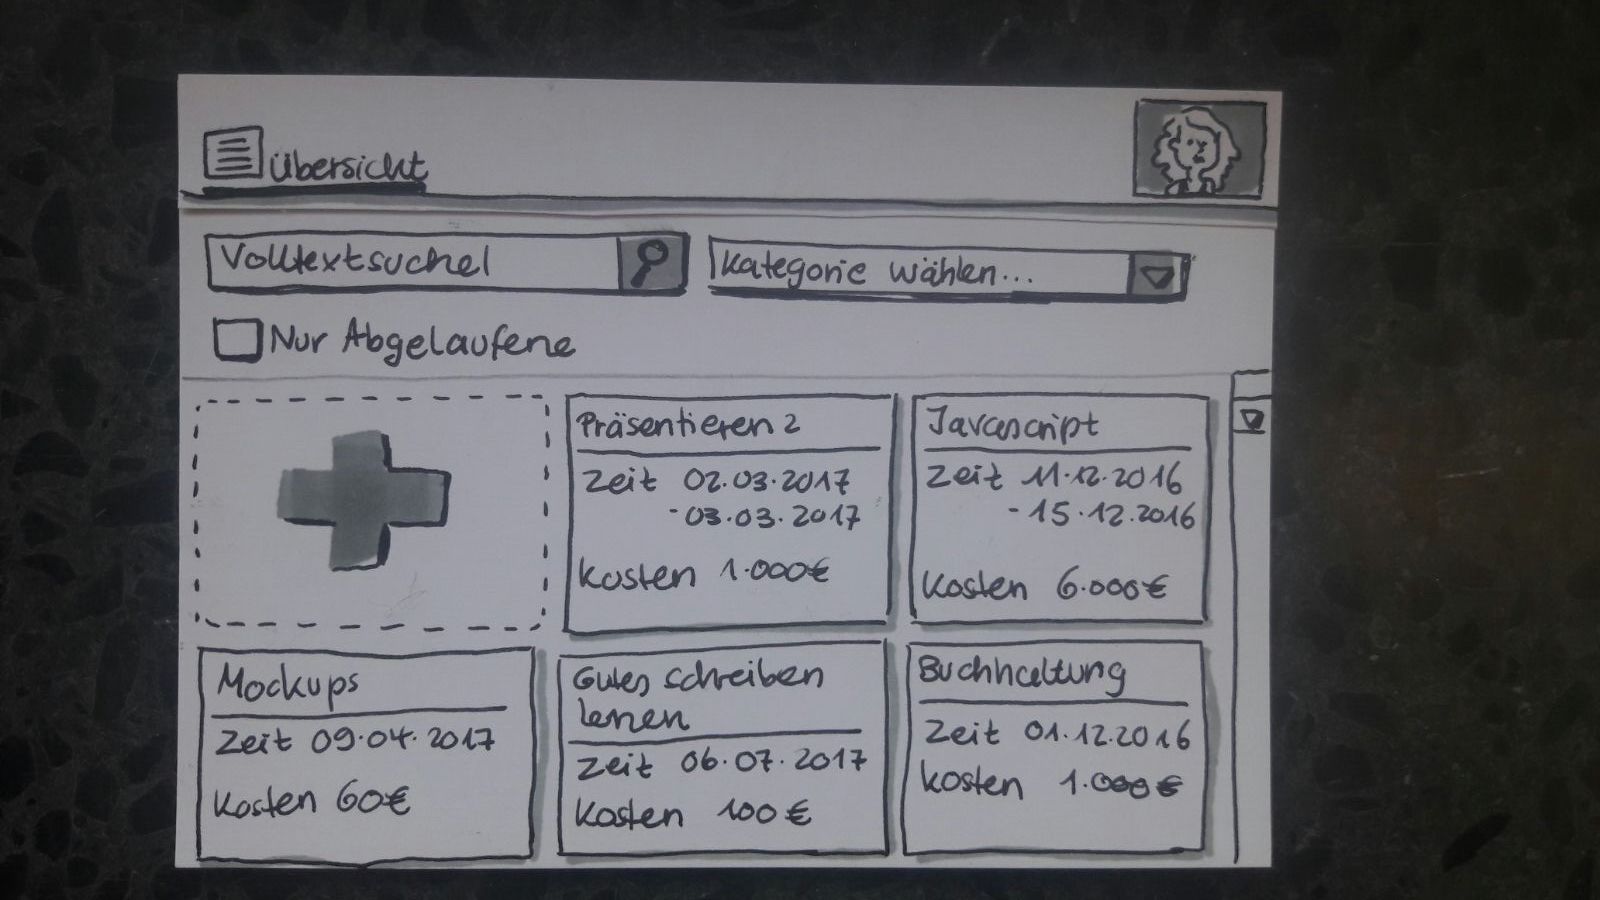 Übersicht
Volltextsuche|
Kategorie wählen...
Nur Abgelaufene
Präsentieren 2
Zeit 02.03.2017
-03.03.2017
Kosten 1.000€
Javascript
Zeit 11.12.2016
-15.12.2016
Kosten 6.000€
Mockups
Zeit 09.04.2017
Kosten 60€
Gutes schreiben
lernen
Zeit 06.07.2017
Kosten 100€
Buchhaltung
Zeit 01.12.2016
Kosten 1.000€